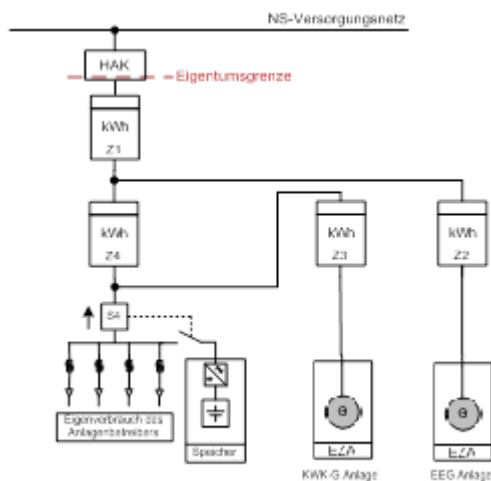 NS-Versorgungsnetz
HAK
Eigentumsgrenze
kWh
Z1
kWh
Z4
kWh
Z3
kWh
Z2
S4
Eigenverbrauch des
Anlagenbetreibers
Speicher
G
EZA
KWK-G Anlage
G
EZA
EEG Anlage